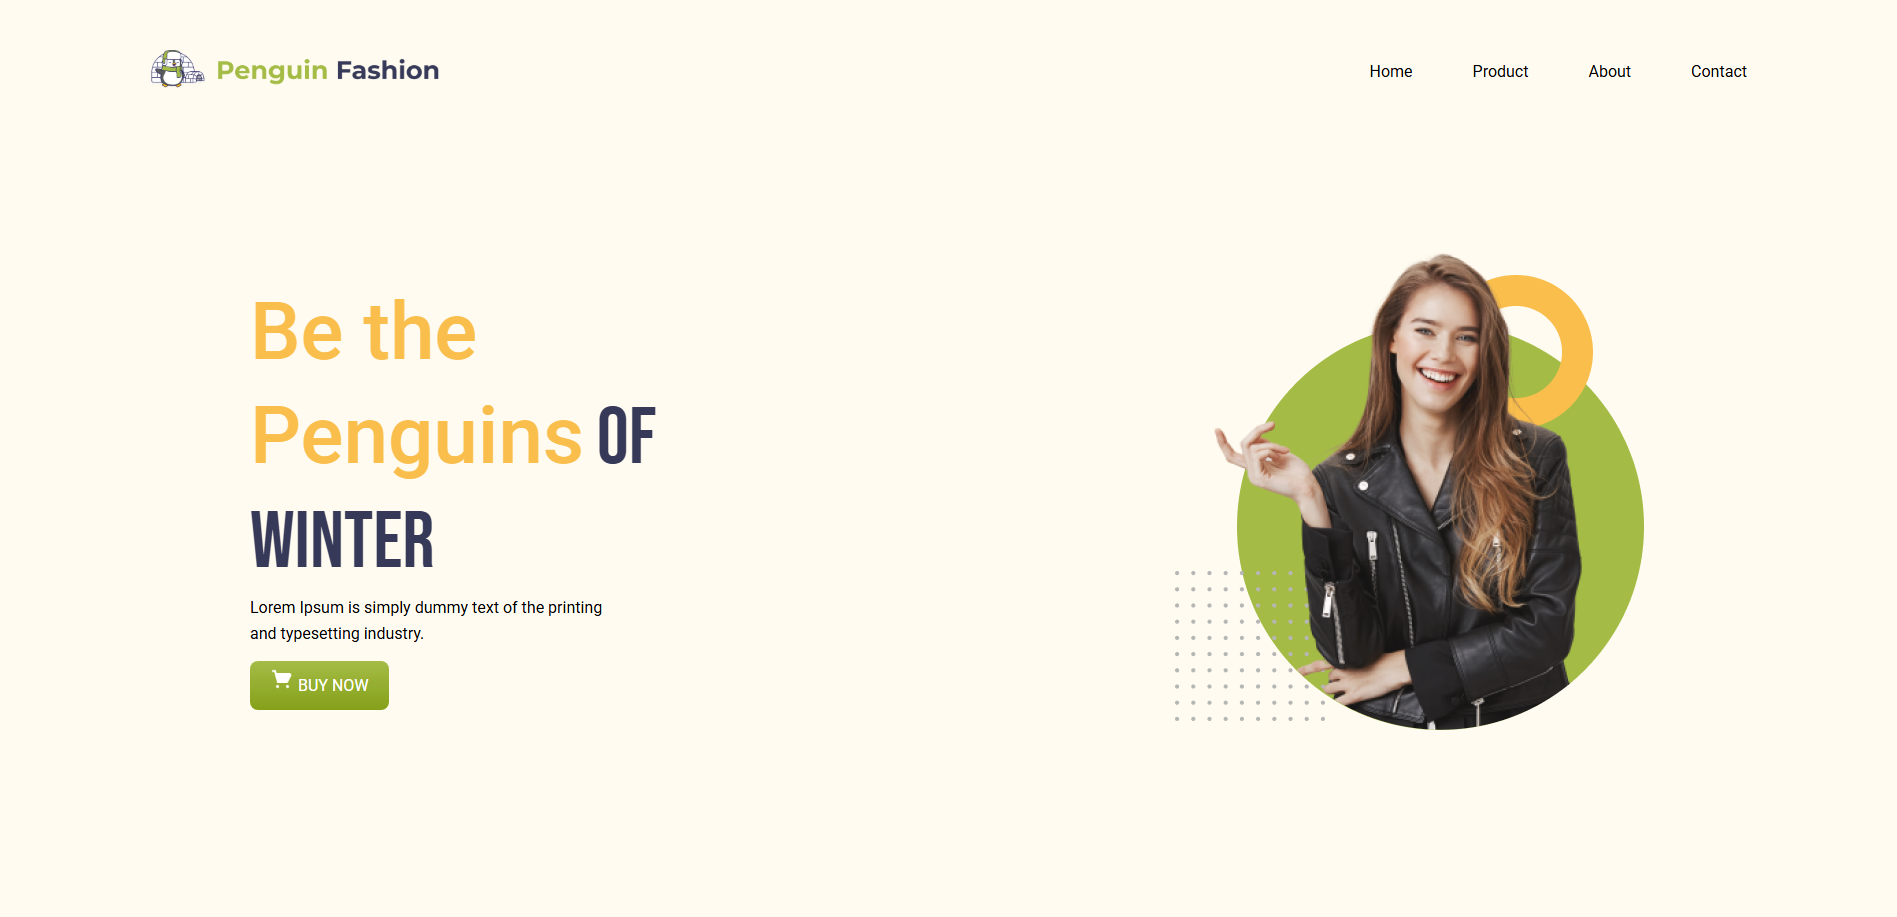 Penguin Fashion
Home
Product
About
Contact
Be the
Penguins OF
WINTER
Lorem Ipsum is simply dummy text of the printing
and typesetting industry.
BUY NOW